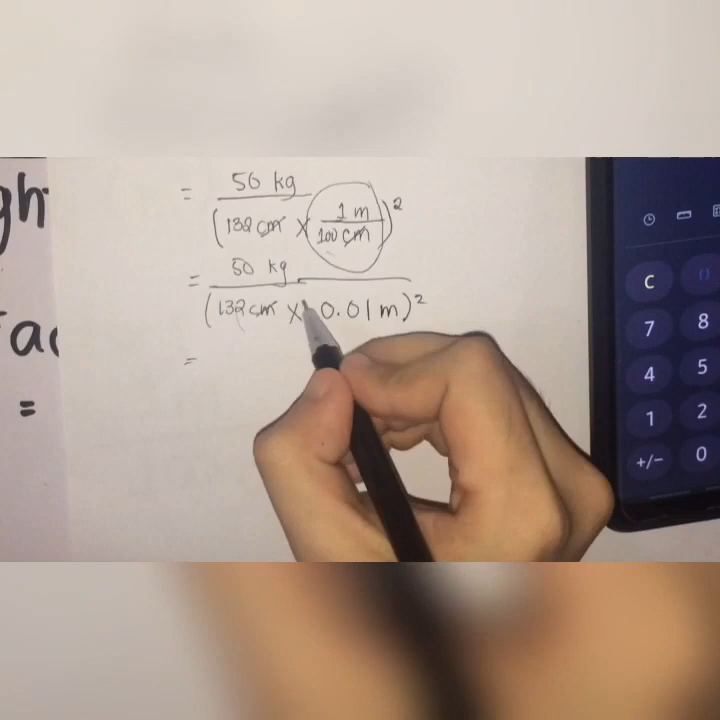 ght
= 50 kg / (132 cm × (1 m / 100 cm))²
= 50 kg / (132 cm × 0.01 m)²
=
=
C ()
7 8
4 5
1 2
+/− 0